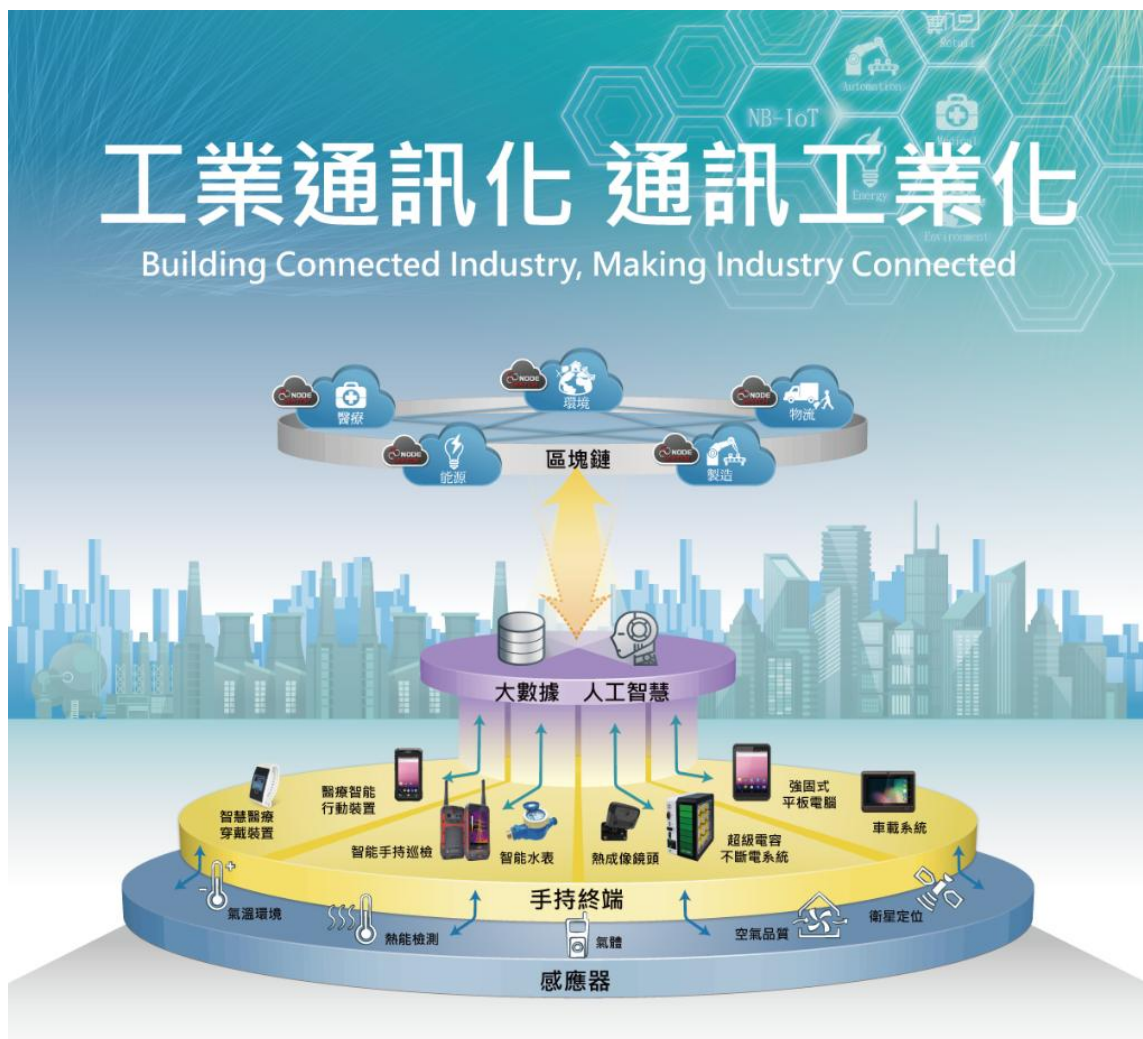 Retail
Automation
NB-IoT
Medical
Energy
Environment
工業通訊化 通訊工業化
Building Connected Industry, Making Industry Connected
NODE
醫療
NODE
環境
NODE
物流
NODE
能源
NODE
製造
區塊鏈
大數據 人工智慧
智慧醫療
穿戴裝置
醫療智能
行動裝置
智能手持巡檢
智能水表
熱成像鏡頭
超級電容
不斷電系統
強固式
平板電腦
車載系統
手持終端
氣溫環境
熱能檢測
氣體
空氣品質
衛星定位
感應器